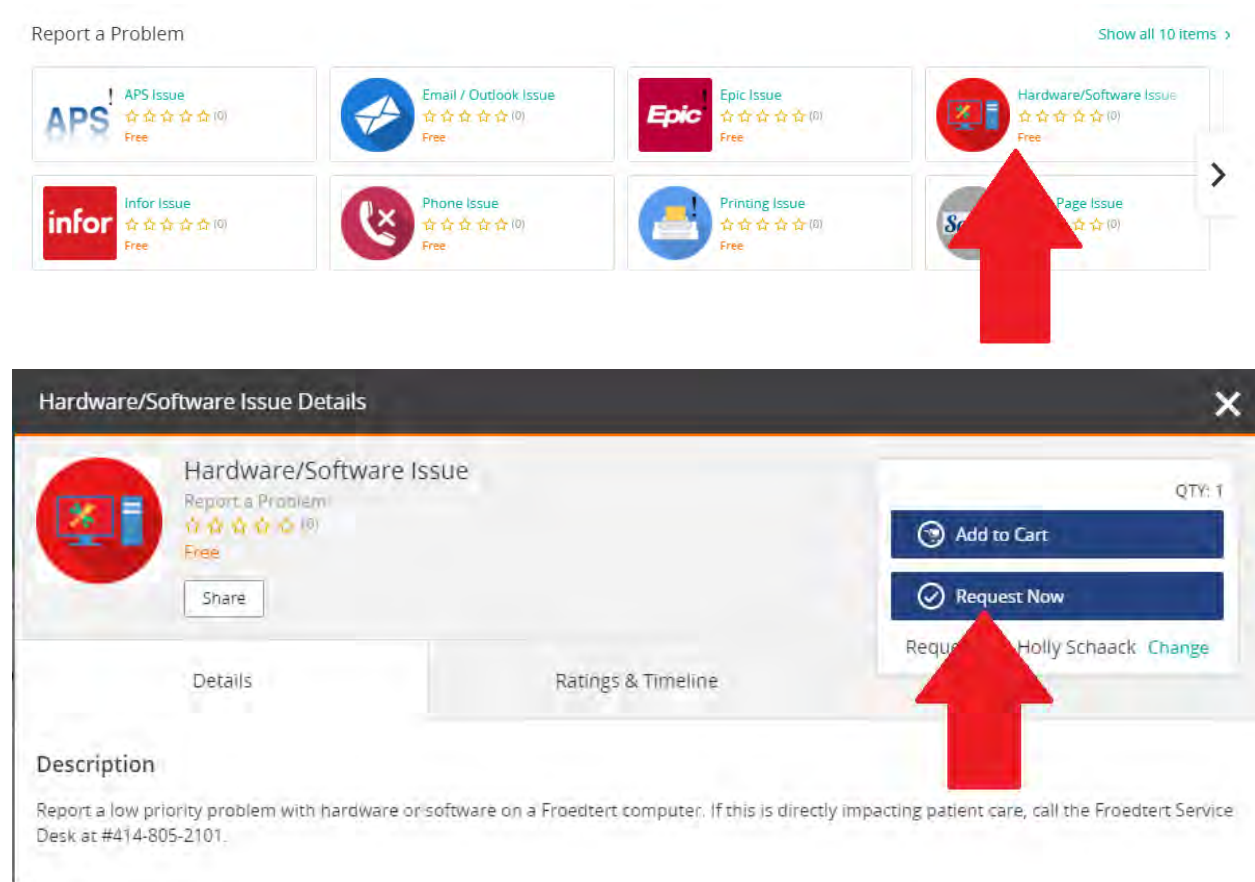 Report a Problem
Show all 10 items >
APS
!
APS Issue
(0)
Free
Email / Outlook Issue
(0)
Free
Epic
!
Epic Issue
(0)
Free
Hardware/Software Issue
(0)
Free
infor
Infor Issue
(0)
Free
Phone Issue
(0)
Free
!
Printing Issue
(0)
Free
Page Issue
(0)
Hardware/Software Issue Details
Hardware/Software Issue
Report a Problem
(0)
Free
Share
QTY: 1
Add to Cart
Request Now
Holly Schaack Change
Details
Ratings & Timeline
Description
Report a low priority problem with hardware or software on a Froedtert computer. If this is directly impacting patient care, call the Froedtert Service
Desk at #414-805-2101.